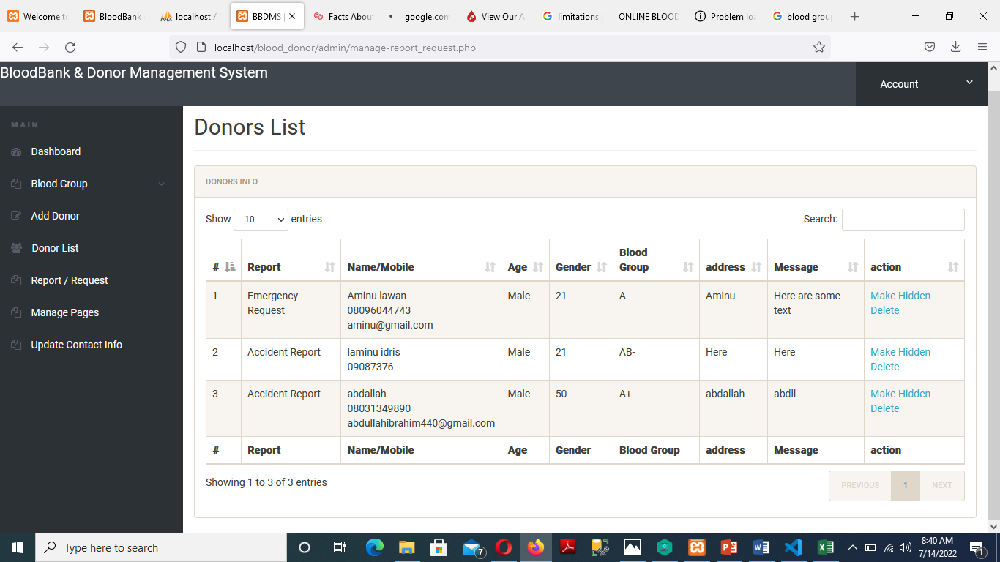 Welcome to
BloodBank
localhost /
BBDMS |
Facts About
google.com
View Our A
limitations
ONLINE BLOOD
Problem loa
blood group
localhost/blood_donor/admin/manage-report_request.php
BloodBank & Donor Management System
Account
MAIN
Dashboard
Blood Group
Add Donor
Donor List
Report / Request
Manage Pages
Update Contact Info
Donors List
DONORS INFO
Show 10 entries
Search:
# Report Name/Mobile Age Gender Blood Group address Message action
1 Emergency Request Aminu lawan Male 21 A- Aminu Here are some text Make Hidden
08096044743 Delete
aminu@gmail.com
2 Accident Report laminu idris Male 21 AB- Here Here Make Hidden
09087376 Delete
3 Accident Report abdallah Male 50 A+ abdallah abdll Make Hidden
08031349890 Delete
abdullahibrahim440@gmail.com
# Report Name/Mobile Age Gender Blood Group address Message action
Showing 1 to 3 of 3 entries
PREVIOUS 1 NEXT
Type here to search
7
8:40 AM
7/14/2022
1